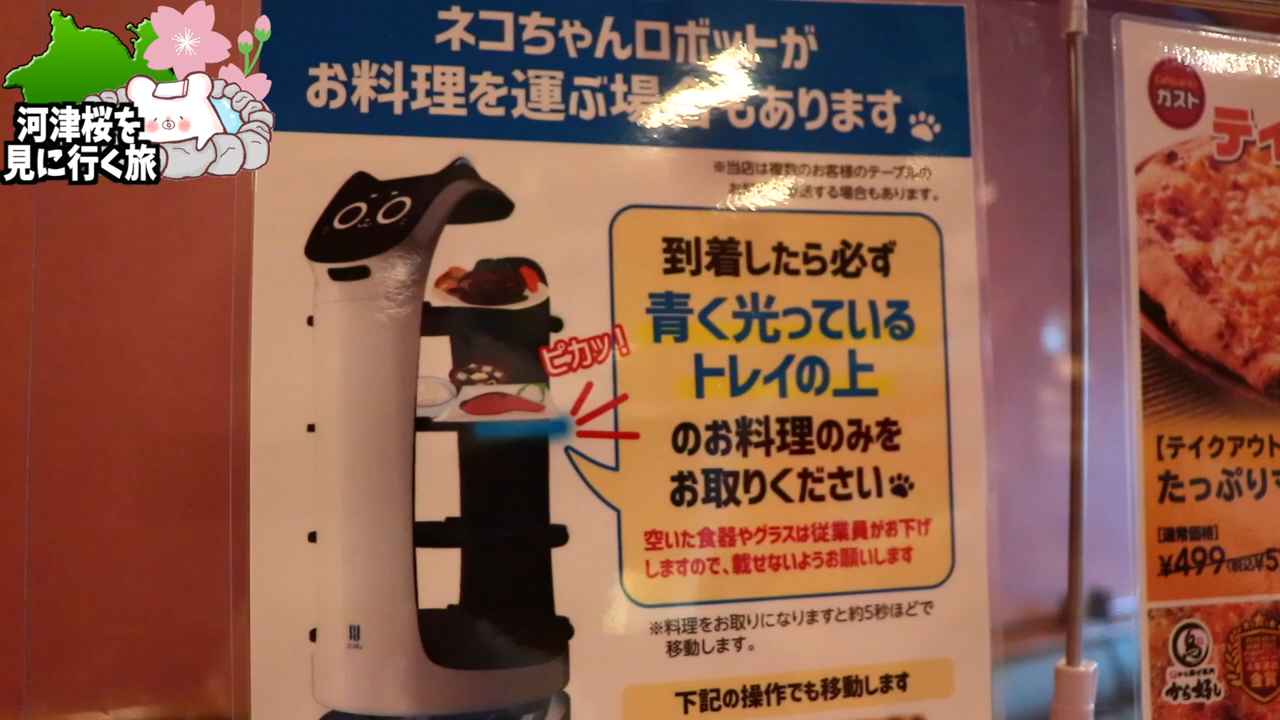 河津桜を
見に行く旅
ネコちゃんロボットが
お料理を運ぶ場合もあります
※当店は複数のお客様のテーブルの
お 送する場合もあります。
到着したら必ず
青く光っている
トレイの上
のお料理のみを
お取りください
空いた食器やグラスは従業員がお下げ
しますので、載せないようお願いします
ピカッ!
※料理をお取りになりますと約5秒ほどで
移動します。
下記の操作でも移動します
ガスト
ティ
【テイクアウト
たっぷり
[通常価格]
¥499(税込¥5
から好し